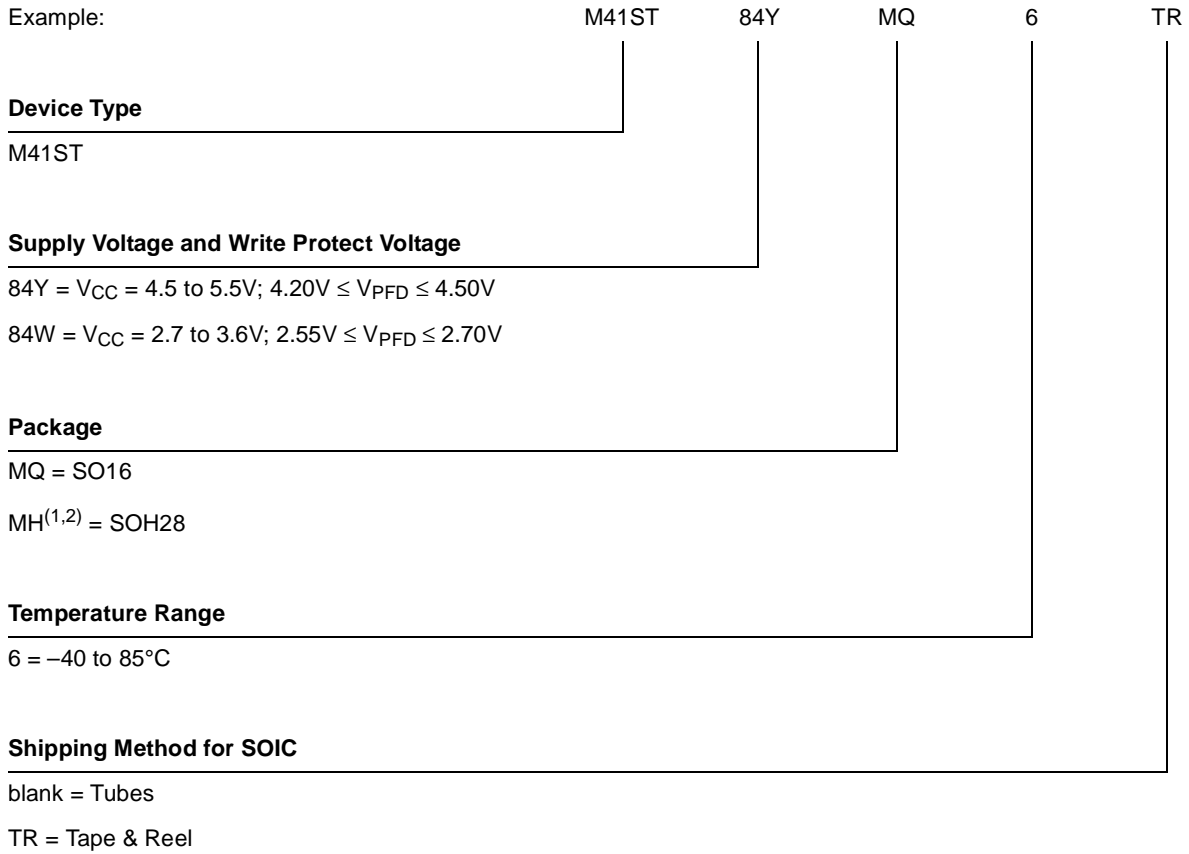 Example: M41ST 84Y MQ 6 TR
Device Type
M41ST
Supply Voltage and Write Protect Voltage
84Y = VCC = 4.5 to 5.5V; 4.20V ≤ VPFD ≤ 4.50V
84W = VCC = 2.7 to 3.6V; 2.55V ≤ VPFD ≤ 2.70V
Package
MQ = SO16
MH(1,2) = SOH28
Temperature Range
6 = –40 to 85°C
Shipping Method for SOIC
blank = Tubes
TR = Tape & Reel